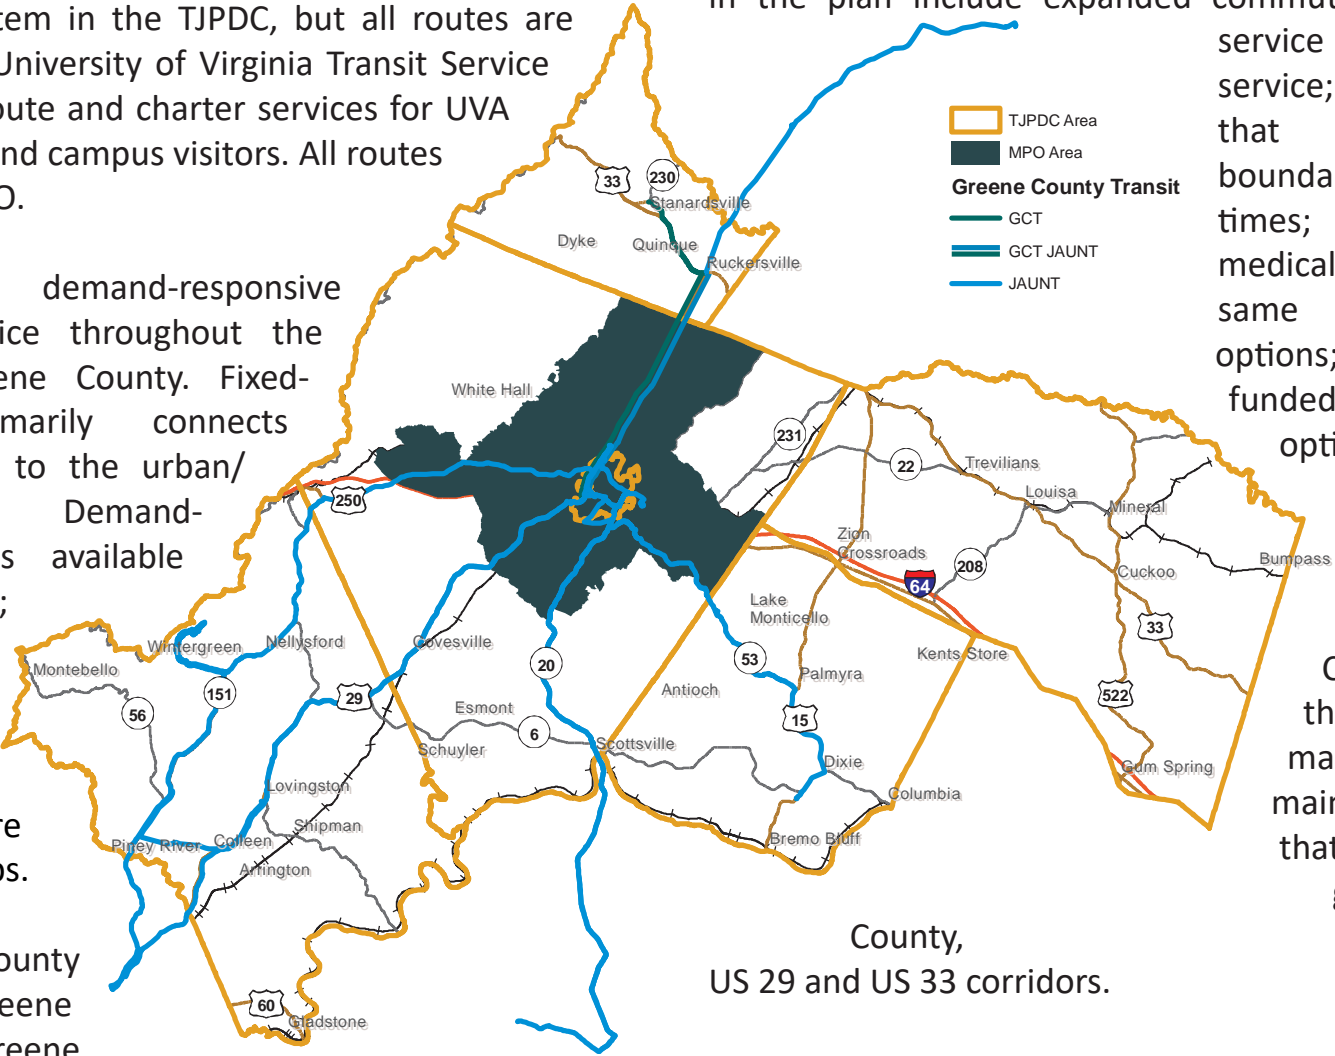 tem in the TJPDC, but all routes are
University of Virginia Transit Service
oute and charter services for UVA
nd campus visitors. All routes
O.
demand-responsive
ice throughout the
ene County. Fixed-
marily connects
to the urban/
Demand-
s available
;
re
os.
ounty
reene
reene
in the plan include expanded commut
service
service;
that
bounda
times;
medical
same
options;
funded
opti
C
th
ma
main
that
g
County,
US 29 and US 33 corridors.
TJPDC Area
MPO Area
Greene County Transit
GCT
GCT JAUNT
JAUNT
33
230
Stanardsville
Dyke
Quinque
Ruckersville
White Hall
231
22
Trevilians
250
Louisa
Mineral
Zion
Crossroads
64
208
Bumpass
Cuckoo
Lake
Monticello
33
Wintergreen
Nellysford
Covesville
Kents Store
Montebello
20
53
Palmyra
151
29
Antioch
522
56
Esmont
15
6
Schuyler
Scottsville
Dixie
Gum Spring
Lovingston
Columbia
Shipman
Piney River
Colleen
Bremo Bluff
Arrington
60
Gladstone